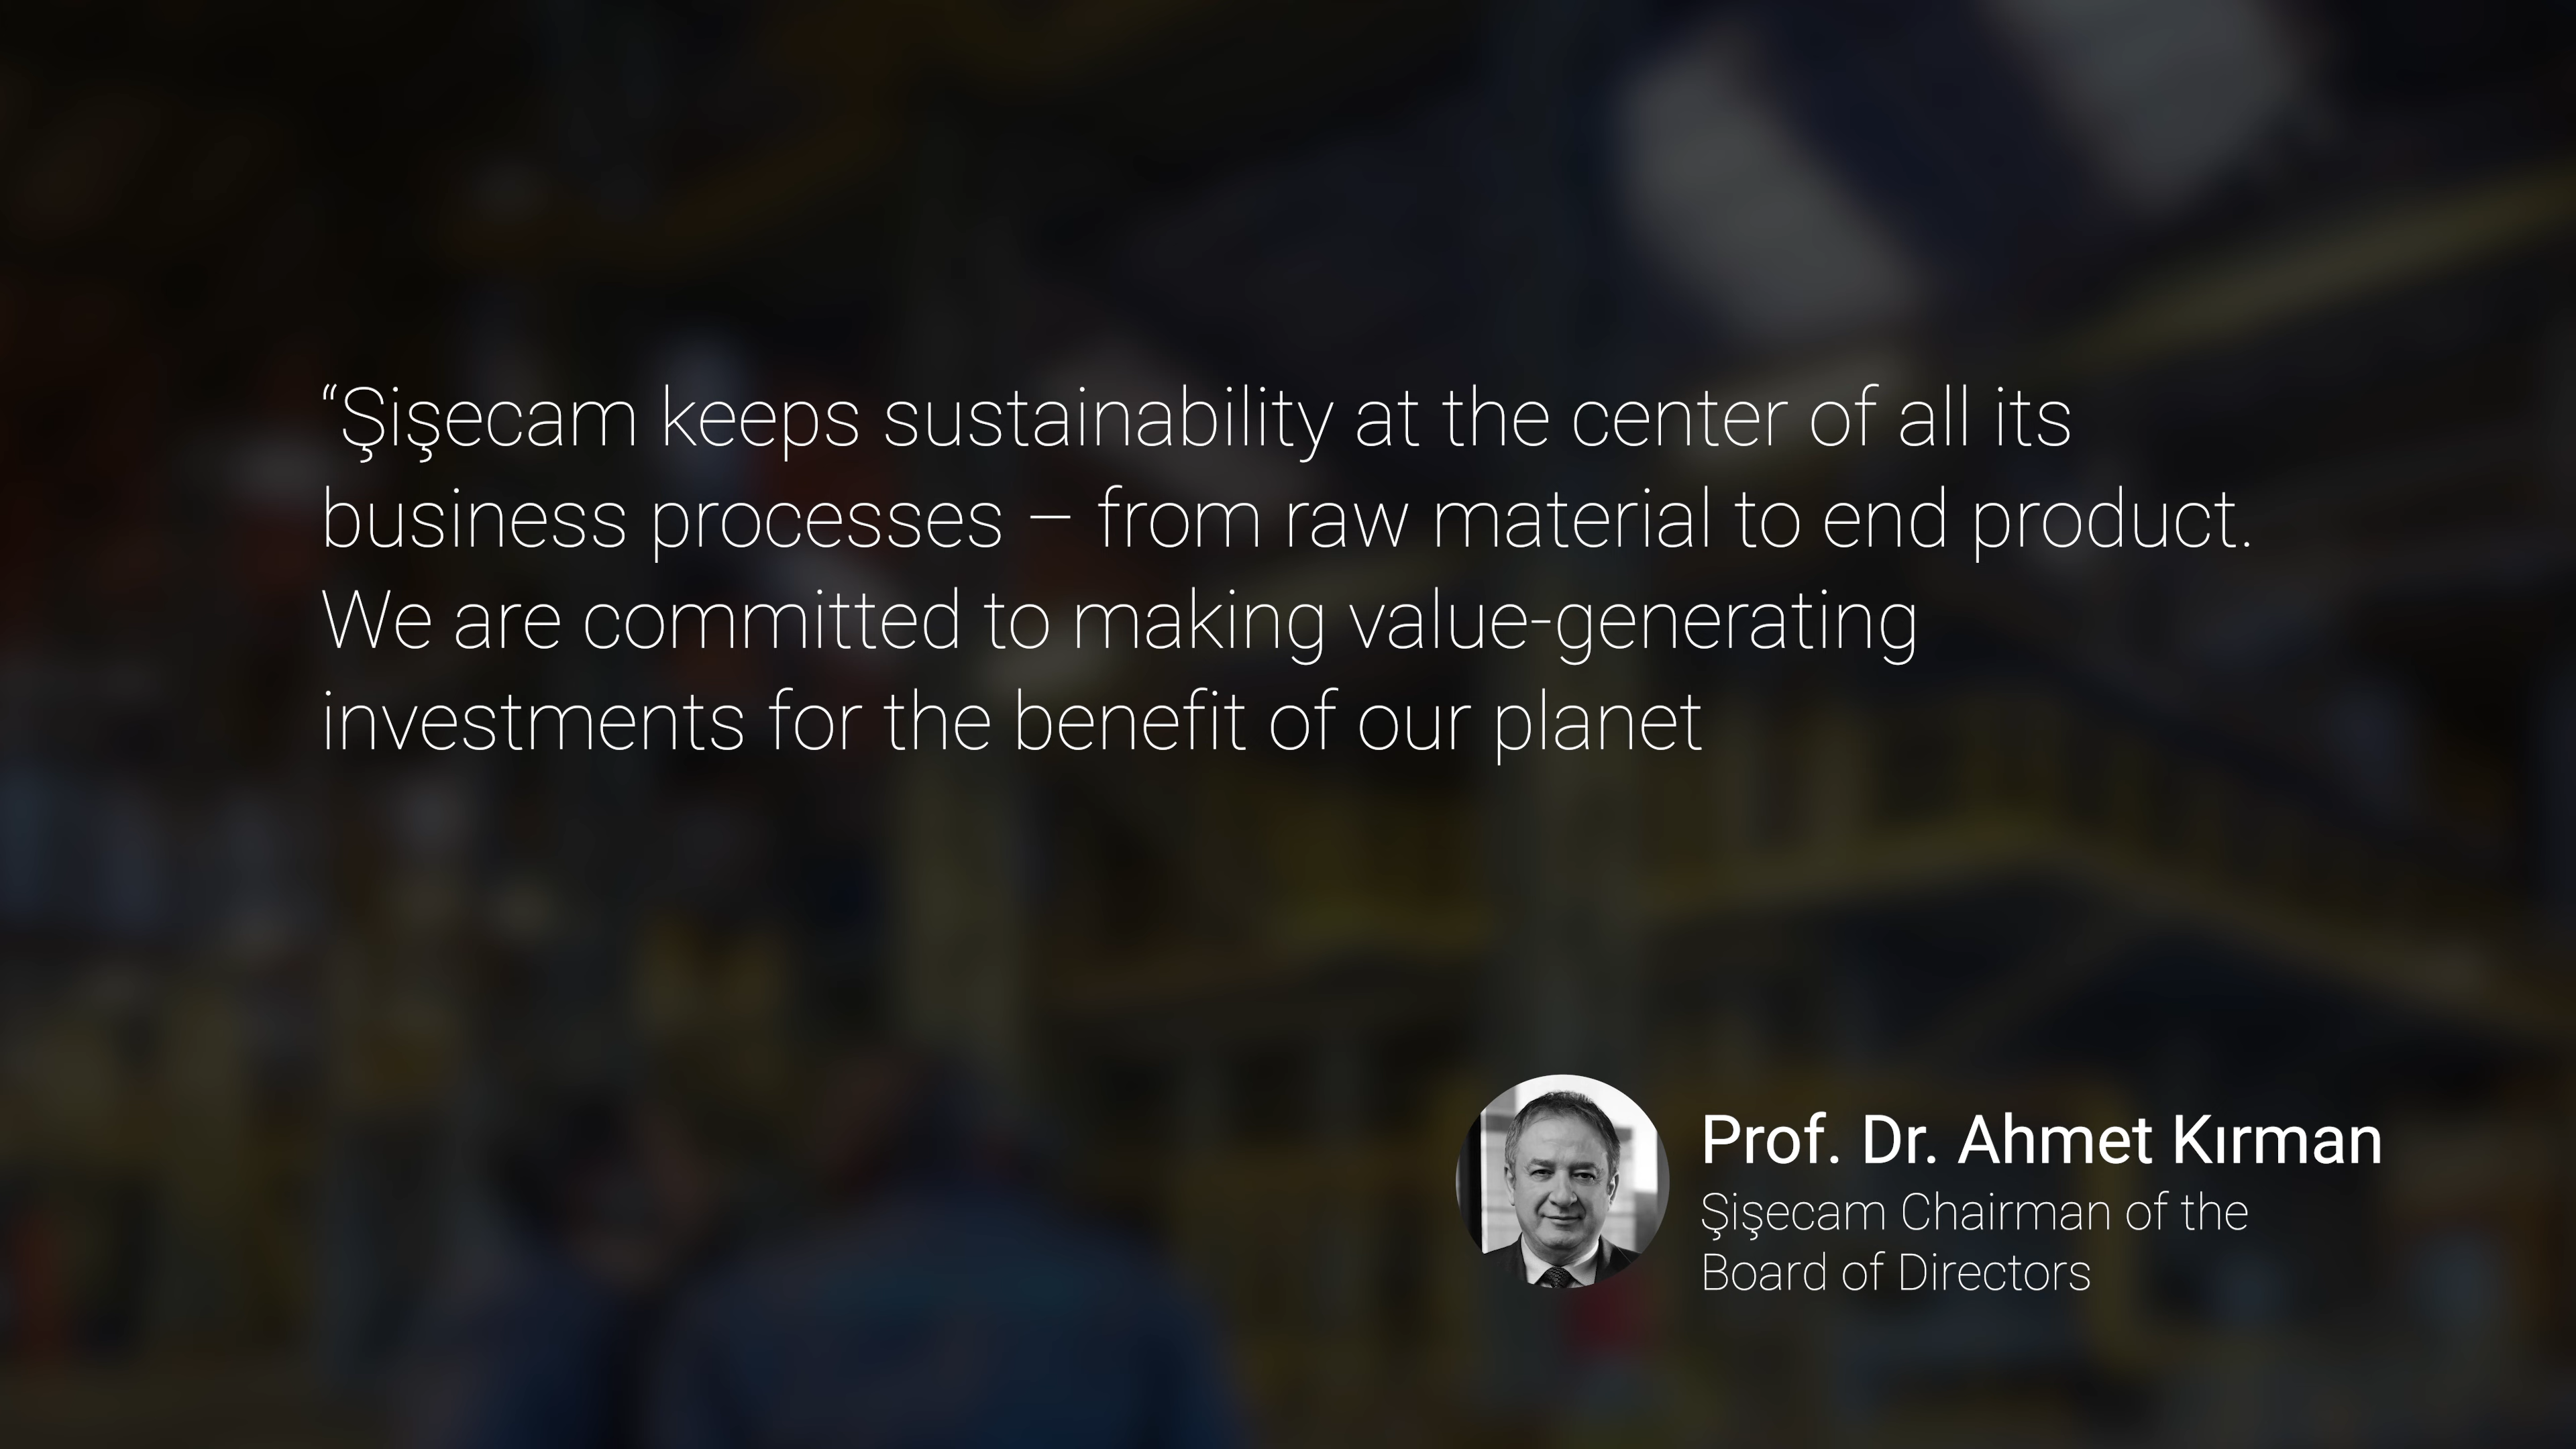 “Şişecam keeps sustainability at the center of all its
business processes – from raw material to end product.
We are committed to making value-generating
investments for the benefit of our planet
Prof. Dr. Ahmet Kırman
Şişecam Chairman of the
Board of Directors